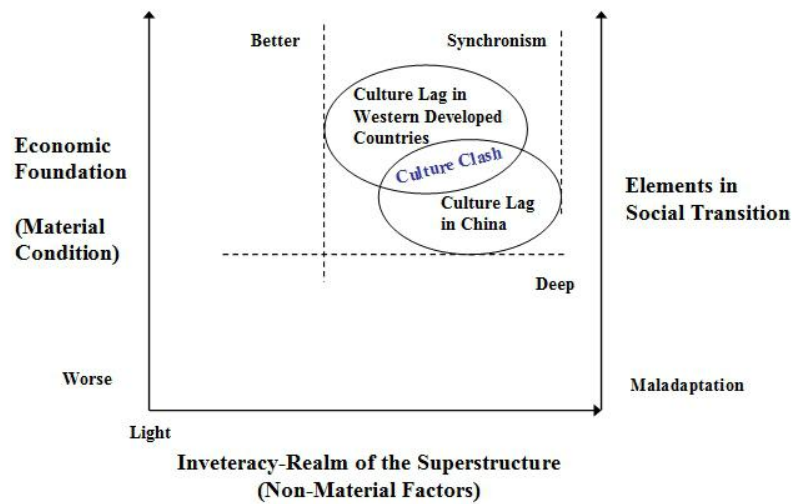 Better
Synchronism
Culture Lag in
Western Developed
Countries
Economic
Foundation
(Material
Condition)
Culture Clash
Culture Lag
in China
Elements in
Social Transition
Deep
Worse
Maladaptation
Light
Inveteracy-Realm of the Superstructure
(Non-Material Factors)